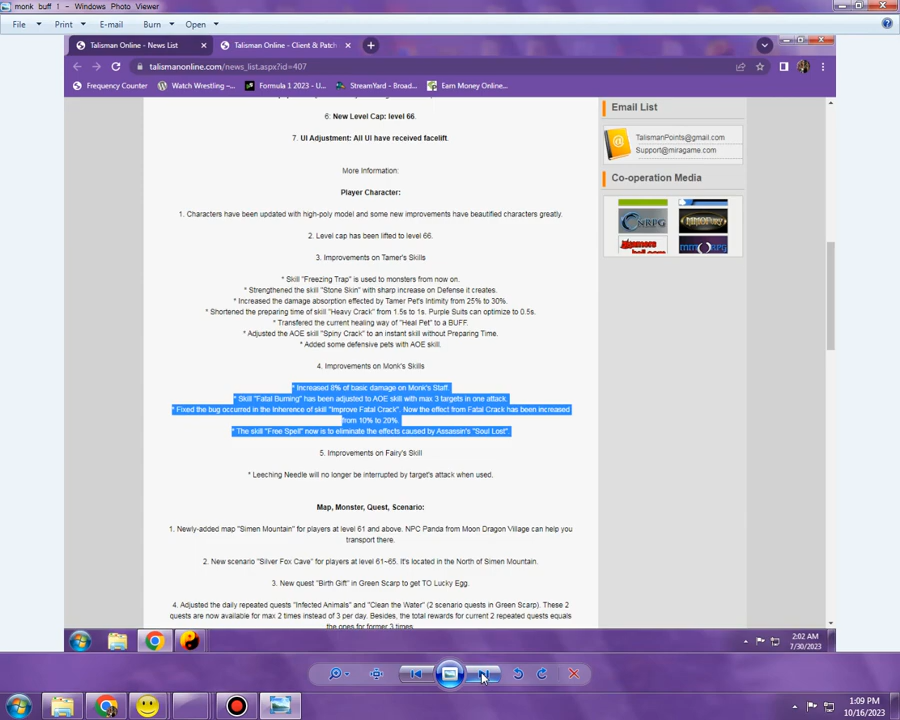 monk buff ! - Windows Photo Viewer
File Print E-mail Burn Open
Talisman Online - News List
Talisman Online - Client & Patch
talismanonline.com/news_list.aspx?id=407
Frequency Counter
Watch Wrestling –...
Formula 1 2023 - U...
StreamYard - Broad...
Earn Money Online...
6. New Level Cap: level 66.
7. UI Adjustment: All UI have received facelift.
More Information:
Player Character:
1. Characters have been updated with high-poly model and some new improvements have beautified characters greatly.
2. Level cap has been lifted to level 66.
3. Improvements on Tamer's Skills
* Skill "Freezing Trap" is used to monsters from now on.
* Strengthened the skill "Stone Skin" with sharp increase on Defense it creates.
* Increased the damage absorption effected by Tamer Pet's Intimity from 25% to 30%.
* Shortened the preparing time of skill "Heavy Crack" from 1.5s to 1s. Purple Suits can optimize to 0.5s.
* Transfered the current healing way of "Heal Pet" to a BUFF.
* Adjusted the AOE skill "Spiny Crack" to an instant skill without Preparing Time.
* Added some defensive pets with AOE skill.
4. Improvements on Monk's Skills
* Increased 8% of basic damage on Monk's Staff.
* Skill "Fatal Burning" has been adjusted to AOE skill with max 3 targets in one attack.
* Fixed the bug occurred in the Inherence of skill "Improve Fatal Crack". Now the effect from Fatal Crack has been increased
from 10% to 20%.
* The skill "Free Spell" now is to eliminate the effects caused by Assassin's "Soul Lost".
5. Improvements on Fairy's Skill
* Leeching Needle will no longer be interrupted by target's attack when used.
Map, Monster, Quest, Scenario:
1. Newly-added map "Simen Mountain" for players at level 61 and above. NPC Panda from Moon Dragon Village can help you
transport there.
2. New scenario "Silver Fox Cave" for players at level 61~65. It's located in the North of Simen Mountain.
3. New quest "Birth Gift" in Green Scarp to get TO Lucky Egg.
4. Adjusted the daily repeated quests "Infected Animals" and "Clean the Water" (2 scenario quests in Green Scarp). These 2
quests are now available for max 2 times instead of 3 per day. Besides, the total rewards for current 2 repeated quests equals
the ones for former 3 times.
Email List
TalismanPoints@gmail.com
Support@miragame.com
Co-operation Media
ONRPG
MMOFURY
2:02 AM
7/30/2023
1:09 PM
10/16/2023